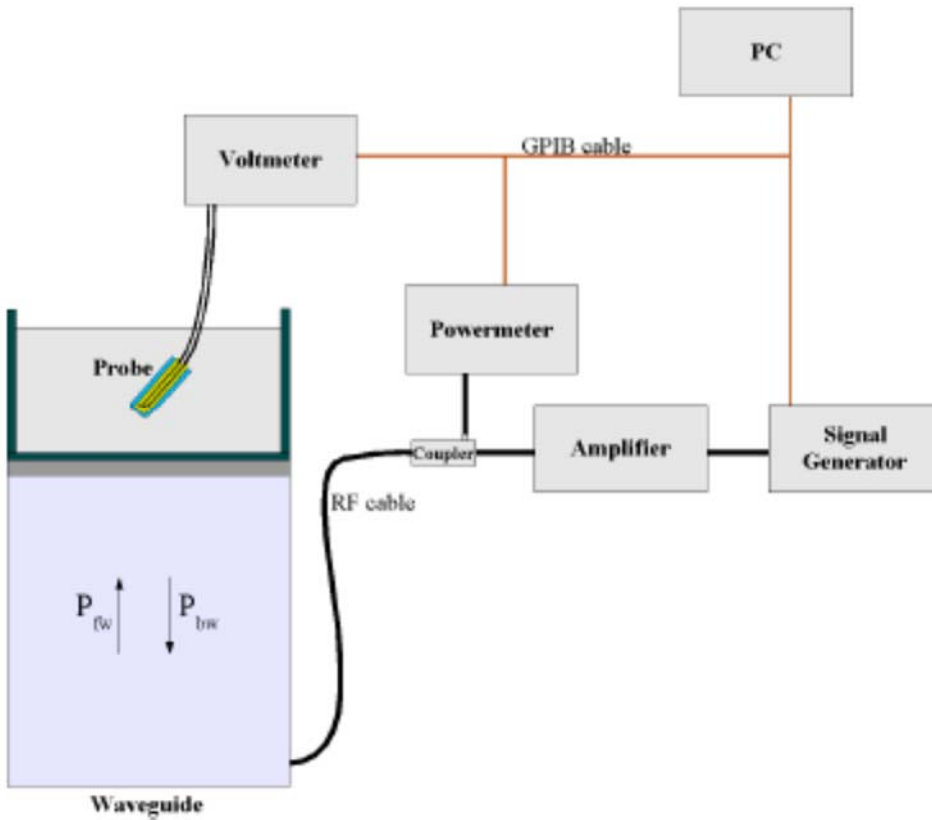 PC
Voltmeter
GPIB cable
Powermeter
Probe
Coupler
Amplifier
Signal
Generator
RF cable
P fw
P bw
Waveguide